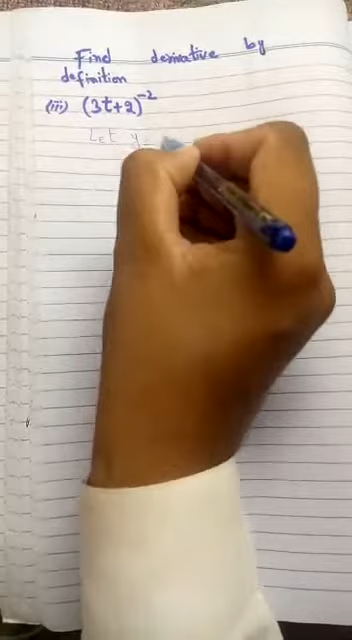 Find derivative by
definition
(iii) (3t+2)⁻²
Let y=